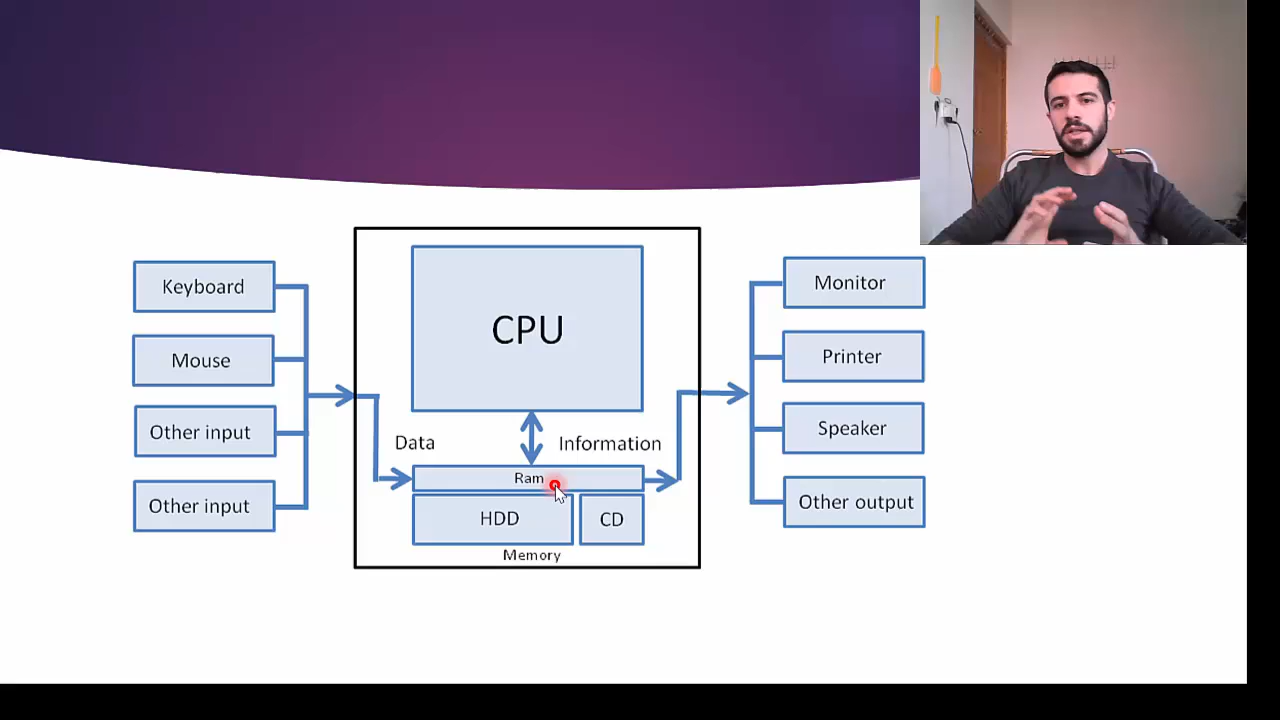 Keyboard
Mouse
Other input
Other input
CPU
Data
Information
Ram
HDD
CD
Memory
Monitor
Printer
Speaker
Other output